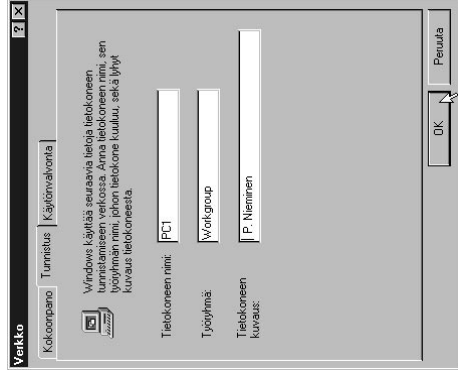 Verkko
Kokoonpano Tunnistus Käytönvalvonta
Windows käyttää seuraavia tietoja tietokoneen
tunnistamiseen verkossa. Anna tietokoneen nimi, sen
työryhmän nimi, johon tietokone kuuluu, sekä lyhyt
kuvaus tietokoneesta.
Tietokoneen nimi: PC1
Työryhmä: Workgroup
Tietokoneen
kuvaus: P. Nieminen
OK Peruuta